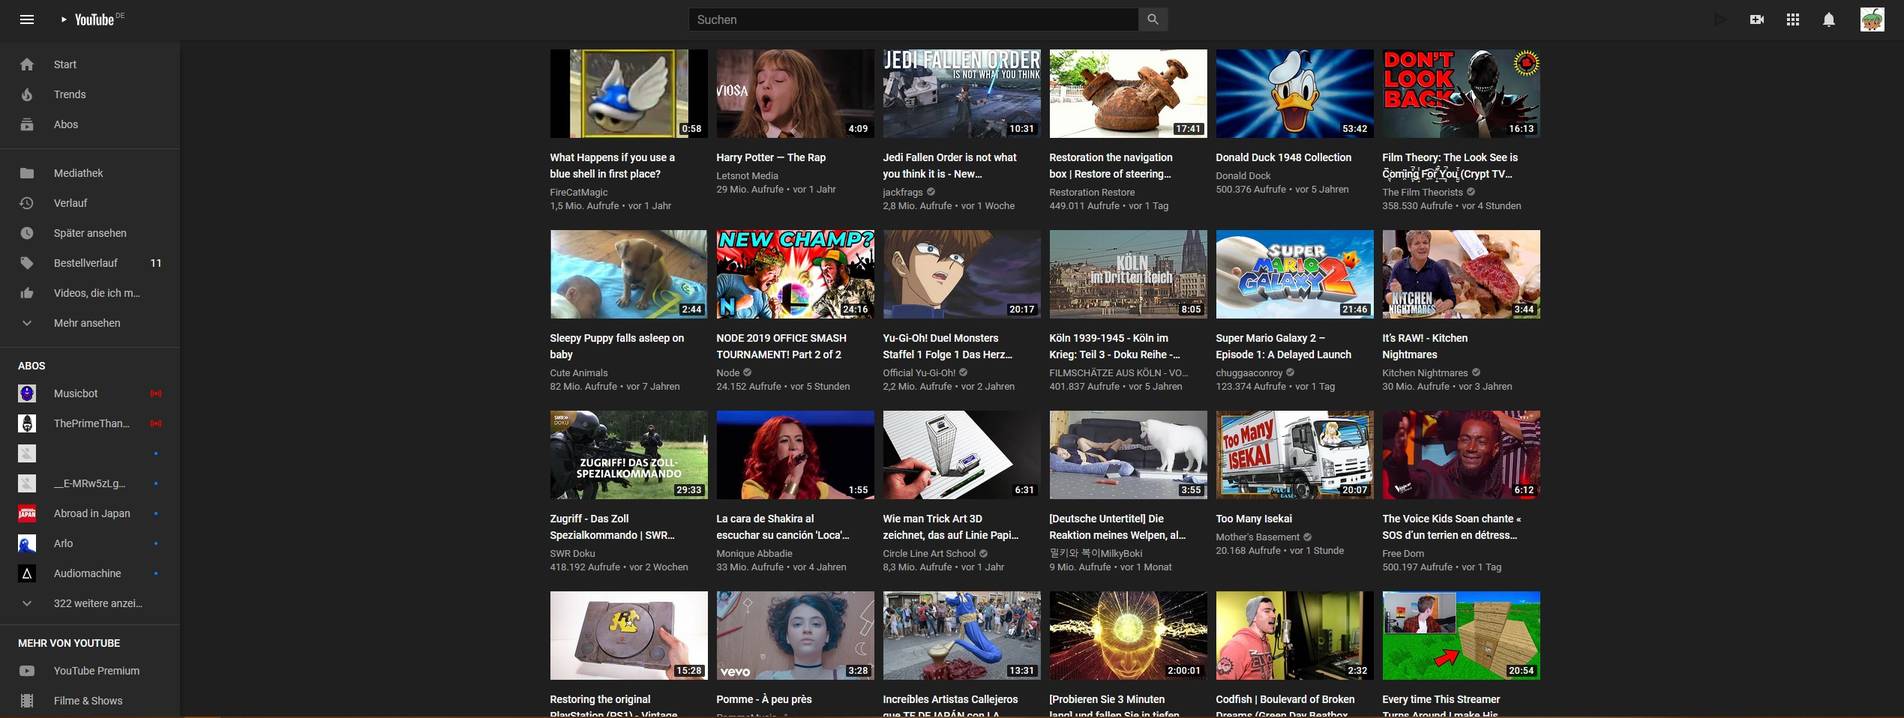 YouTube DE
Suchen
Start
Trends
Abos
Mediathek
Verlauf
Später ansehen
Bestellverlauf 11
Videos, die ich m...
Mehr ansehen
ABOS
Musicbot
ThePrimeThan...
__E-MRw5zLg...
Abroad in Japan
Arlo
Audiomachine
322 weitere anzei...
MEHR VON YOUTUBE
YouTube Premium
Filme & Shows
0:58
What Happens if you use a
blue shell in first place?
FireCatMagic
1,5 Mio. Aufrufe • vor 1 Jahr
VIOSA
4:09
Harry Potter — The Rap
Letsnot Media
29 Mio. Aufrufe • vor 1 Jahr
JEDI FALLEN ORDER
IS NOT WHAT YOU THINK
10:31
Jedi Fallen Order is not what
you think it is - New...
jackfrags
2,8 Mio. Aufrufe • vor 1 Woche
17:41
Restoration the navigation
box | Restore of steering...
Restoration Restore
449.011 Aufrufe • vor 1 Tag
53:42
Donald Duck 1948 Collection
Donald Dock
500.376 Aufrufe • vor 5 Jahren
DON'T
LOOK
BACK
16:13
Film Theory: The Look See is
Coming For You (Crypt TV...
The Film Theorists
358.530 Aufrufe • vor 4 Stunden
2:44
Sleepy Puppy falls asleep on
baby
Cute Animals
82 Mio. Aufrufe • vor 7 Jahren
NEW CHAMP?
N
24:16
NODE 2019 OFFICE SMASH
TOURNAMENT! Part 2 of 2
Node
24.152 Aufrufe • vor 5 Stunden
20:17
Yu-Gi-Oh! Duel Monsters
Staffel 1 Folge 1 Das Herz...
Official Yu-Gi-Oh!
2,2 Mio. Aufrufe • vor 2 Jahren
KÖLN
im Dritten Reich
8:05
Köln 1939-1945 - Köln im
Krieg: Teil 3 - Doku Reihe -...
FILMSCHÄTZE AUS KÖLN - VO...
401.837 Aufrufe • vor 5 Jahren
SUPER
MARIO
GALAXY 2
21:46
Super Mario Galaxy 2 –
Episode 1: A Delayed Launch
chuggaaconroy
123.374 Aufrufe • vor 1 Tag
KITCHEN
NIGHTMARES
3:44
It's RAW! - Kitchen
Nightmares
Kitchen Nightmares
30 Mio. Aufrufe • vor 3 Jahren
SWR»
DOKU
ZUGRIFF! DAS ZOLL-
SPEZIALKOMMANDO
29:33
Zugriff - Das Zoll
Spezialkommando | SWR...
SWR Doku
418.192 Aufrufe • vor 2 Wochen
1:55
La cara de Shakira al
escuchar su canción 'Loca'...
Monique Abbadie
33 Mio. Aufrufe • vor 4 Jahren
6:31
Wie man Trick Art 3D
zeichnet, das auf Linie Papi...
Circle Line Art School
8,3 Mio. Aufrufe • vor 1 Jahr
3:55
[Deutsche Untertitel] Die
Reaktion meines Welpen, al...
밀키와 복이MilkyBoki
9 Mio. Aufrufe • vor 1 Monat
Too Many
ISEKAI
20:07
Too Many Isekai
Mother's Basement
20.168 Aufrufe • vor 1 Stunde
6:12
The Voice Kids Soan chante «
SOS d'un terrien en détress...
Free Dom
500.197 Aufrufe • vor 1 Tag
15:28
Restoring the original
PlayStation (PS1) - Vintage
vevo
3:28
Pomme - À peu près
13:31
Increíbles Artistas Callejeros
que TE DEJARÁN con LA
2:00:01
[Probieren Sie 3 Minuten
lang] und fallen Sie in tiefen
2:32
Codfish | Boulevard of Broken
Dreams (Green Day Beatbox
20:54
Every time This Streamer
Turns Around I make His